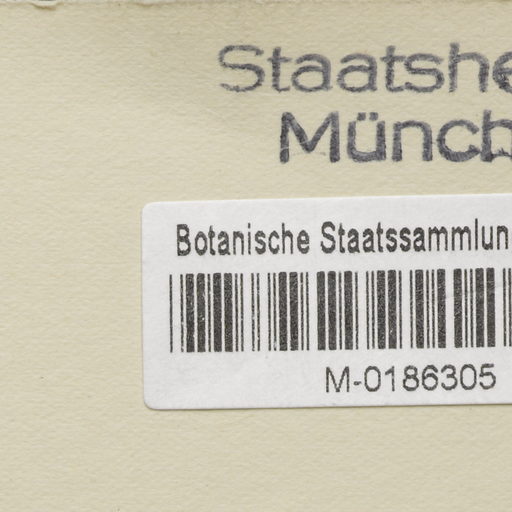 Staatshe
Münch
Botanische Staatssammlun
M-0186305